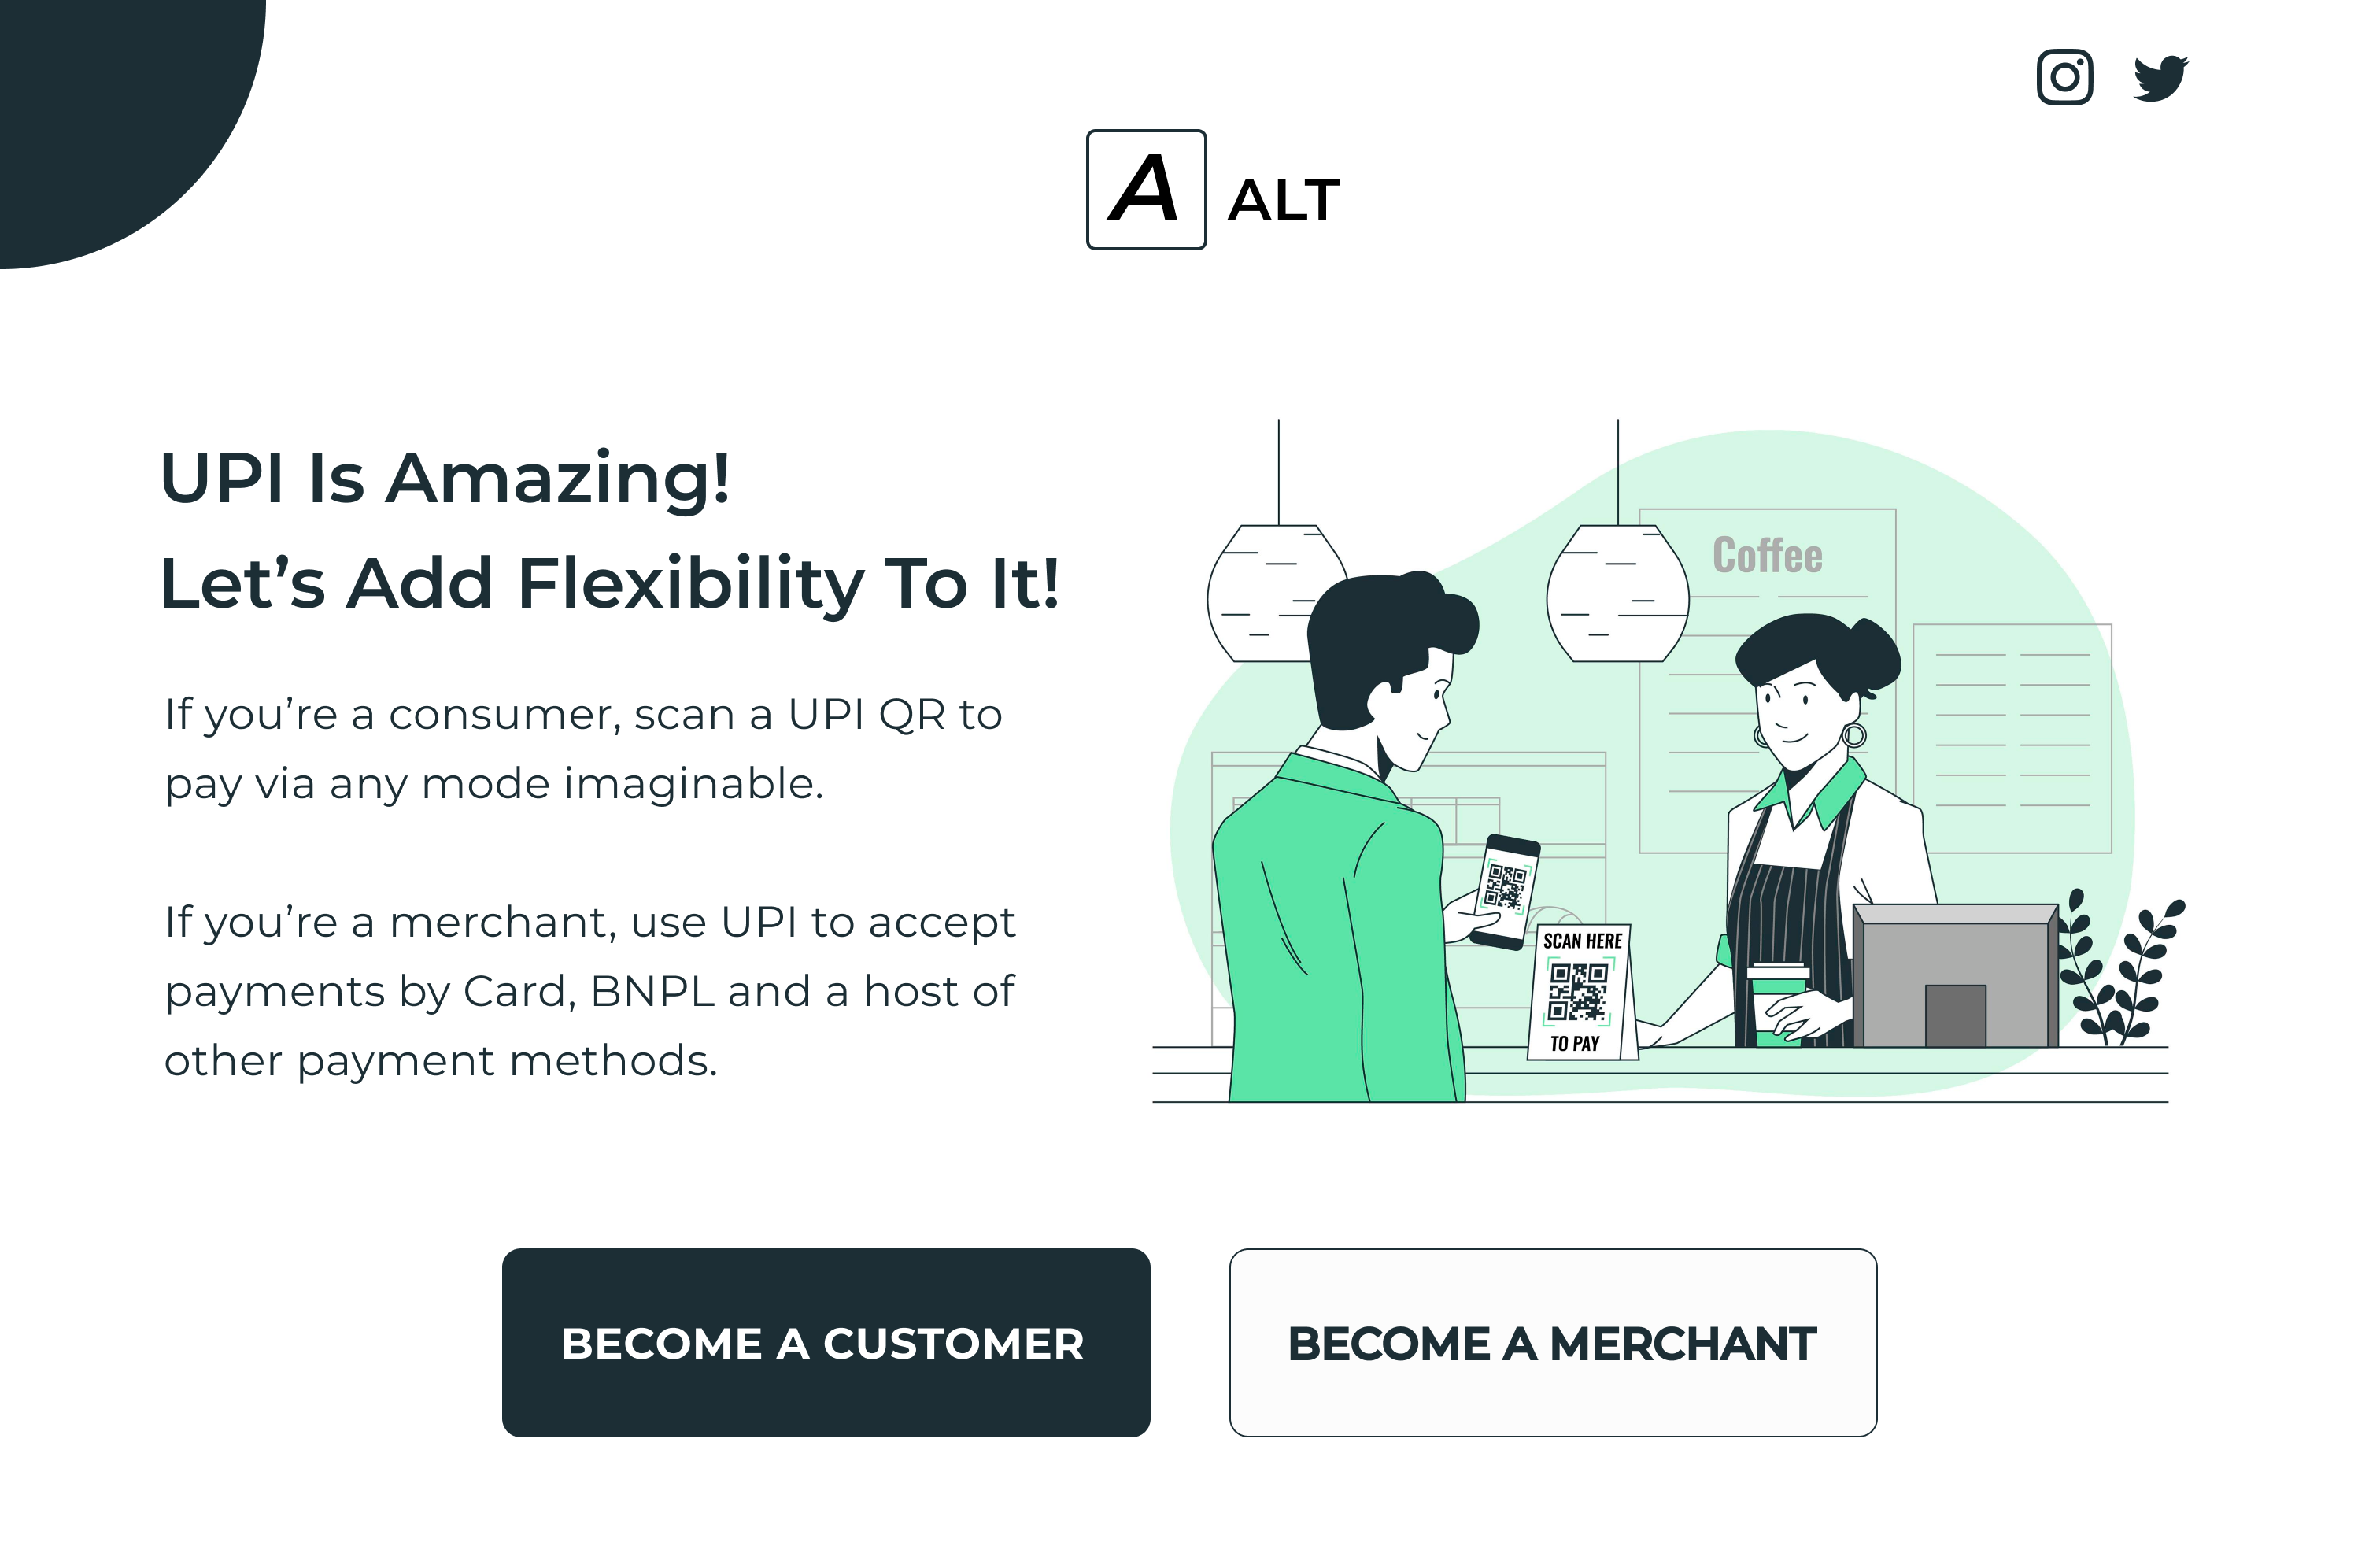 A ALT
UPI Is Amazing!
Let’s Add Flexibility To It!
If you’re a consumer, scan a UPI QR to
pay via any mode imaginable.
If you’re a merchant, use UPI to accept
payments by Card, BNPL and a host of
other payment methods.
Coffee
SCAN HERE
TO PAY
BECOME A CUSTOMER
BECOME A MERCHANT